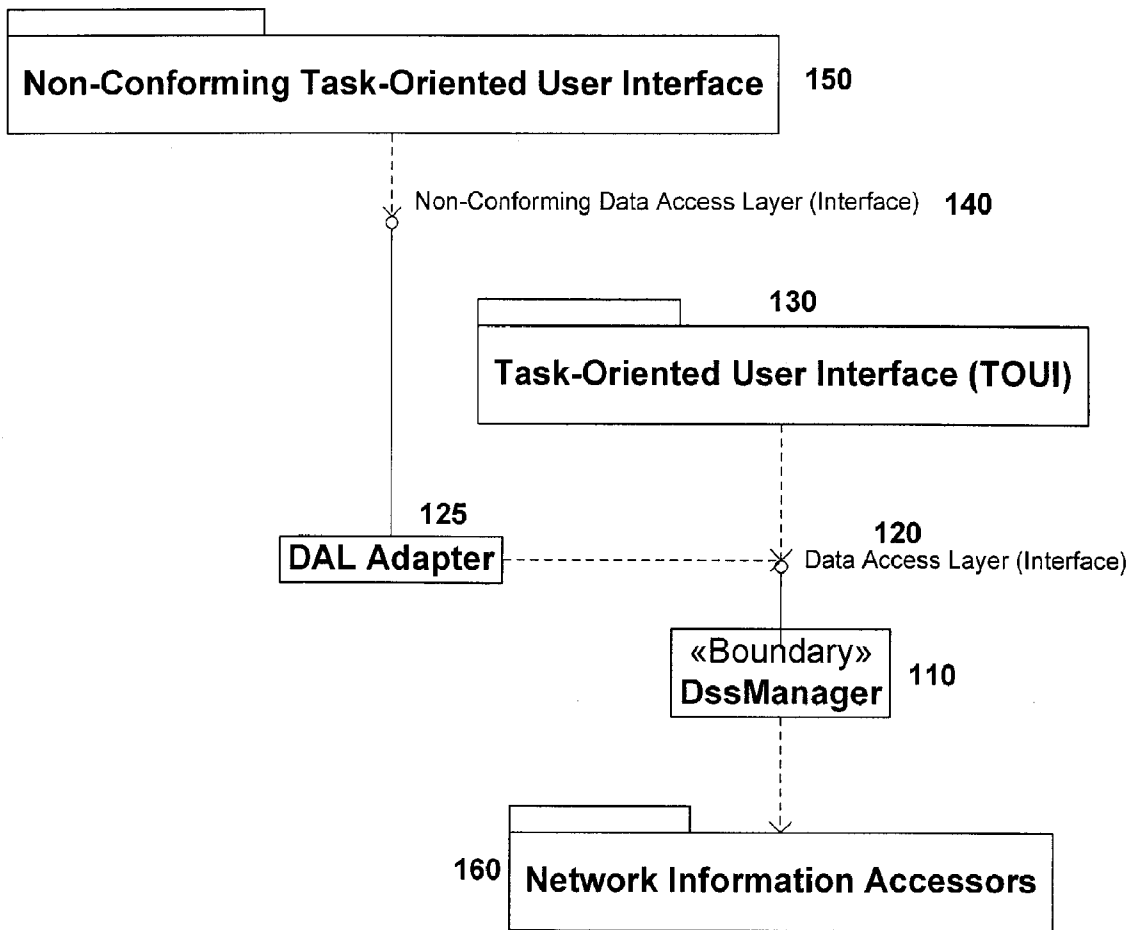 Non-Conforming Task-Oriented User Interface 150
Non-Conforming Data Access Layer (Interface) 140
130
Task-Oriented User Interface (TOUI)
125
DAL Adapter
120
Data Access Layer (Interface)
«Boundary»
DssManager
110
160
Network Information Accessors